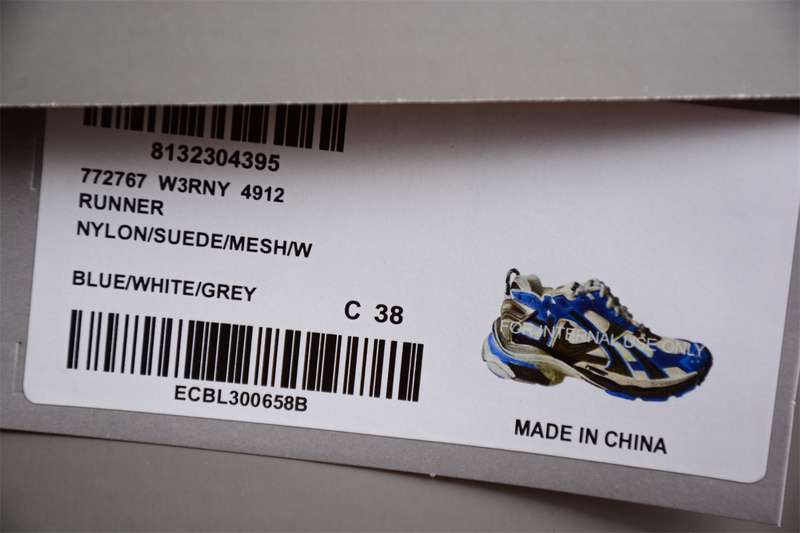 8132304395
772767 W3RNY 4912
RUNNER
NYLON/SUEDE/MESH/W
BLUE/WHITE/GREY
C 38
FOR INTERNAL USE ONLY
ECBL300658B
MADE IN CHINA